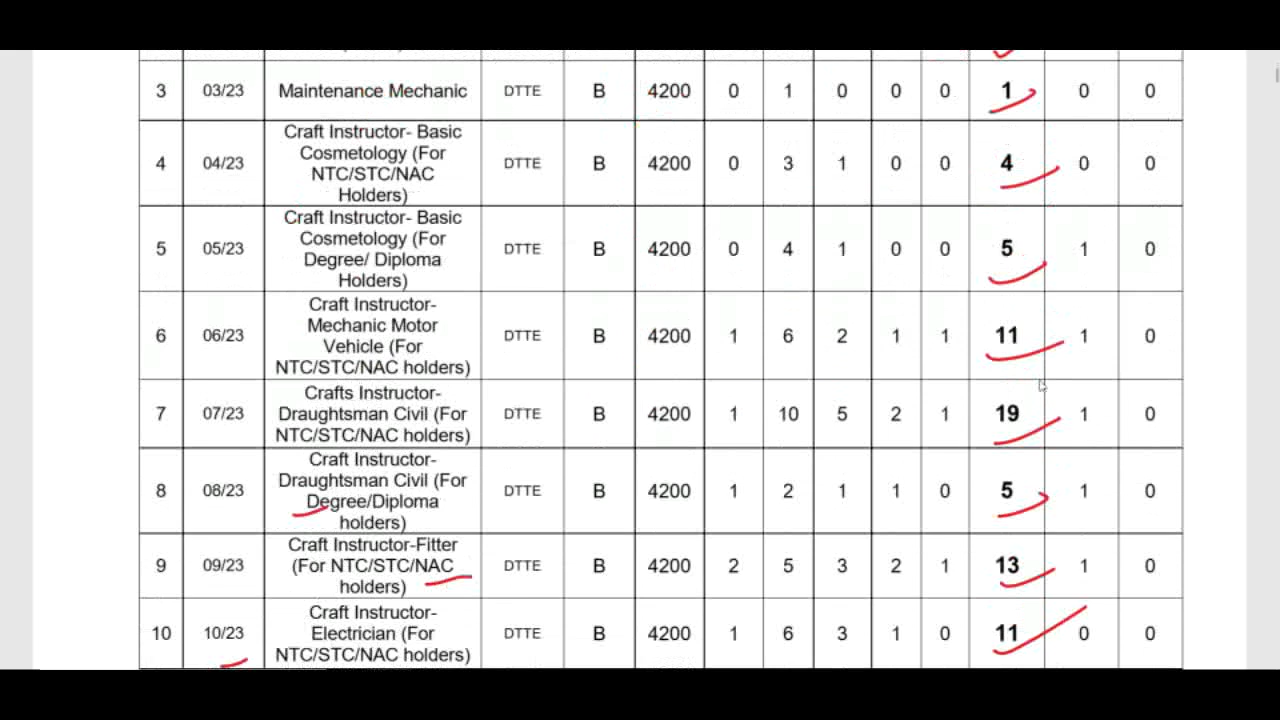 3 03/23 Maintenance Mechanic DTTE B 4200 0 1 0 0 0 1 0 0
Craft Instructor- Basic
Cosmetology (For
4 04/23 NTC/STC/NAC DTTE B 4200 0 3 1 0 0 4 0 0
Holders)
Craft Instructor- Basic
Cosmetology (For
5 05/23 Degree/ Diploma DTTE B 4200 0 4 1 0 0 5 1 0
Holders)
Craft Instructor-
Mechanic Motor
6 06/23 Vehicle (For DTTE B 4200 1 6 2 1 1 11 1 0
NTC/STC/NAC holders)
Crafts Instructor-
7 07/23 Draughtsman Civil (For DTTE B 4200 1 10 5 2 1 19 1 0
NTC/STC/NAC holders)
Craft Instructor-
Draughtsman Civil (For
8 08/23 Degree/Diploma DTTE B 4200 1 2 1 1 0 5 1 0
holders)
Craft Instructor-Fitter
9 09/23 (For NTC/STC/NAC DTTE B 4200 2 5 3 2 1 13 1 0
holders)
Craft Instructor-
10 10/23 Electrician (For DTTE B 4200 1 6 3 1 0 11 0 0
NTC/STC/NAC holders)